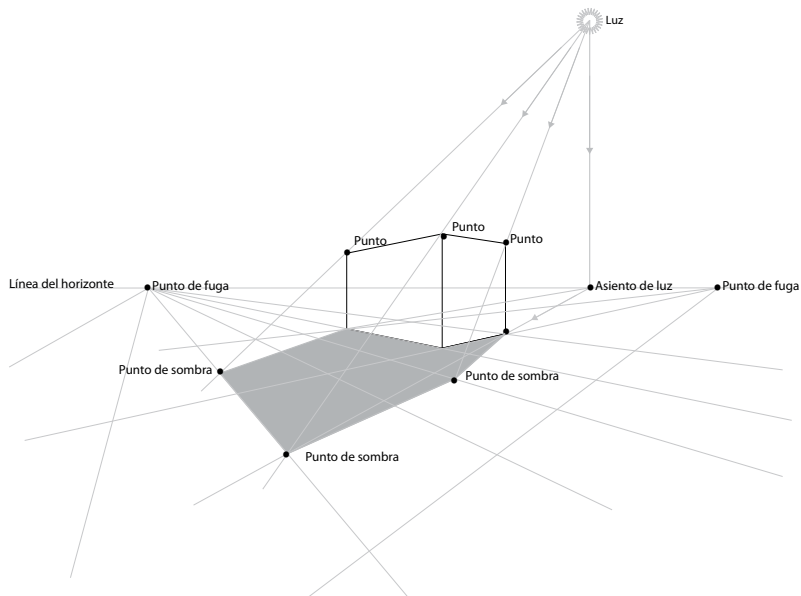 Luz
Punto
Punto
Punto
Línea del horizonte
Punto de fuga
Asiento de luz
Punto de fuga
Punto de sombra
Punto de sombra
Punto de sombra